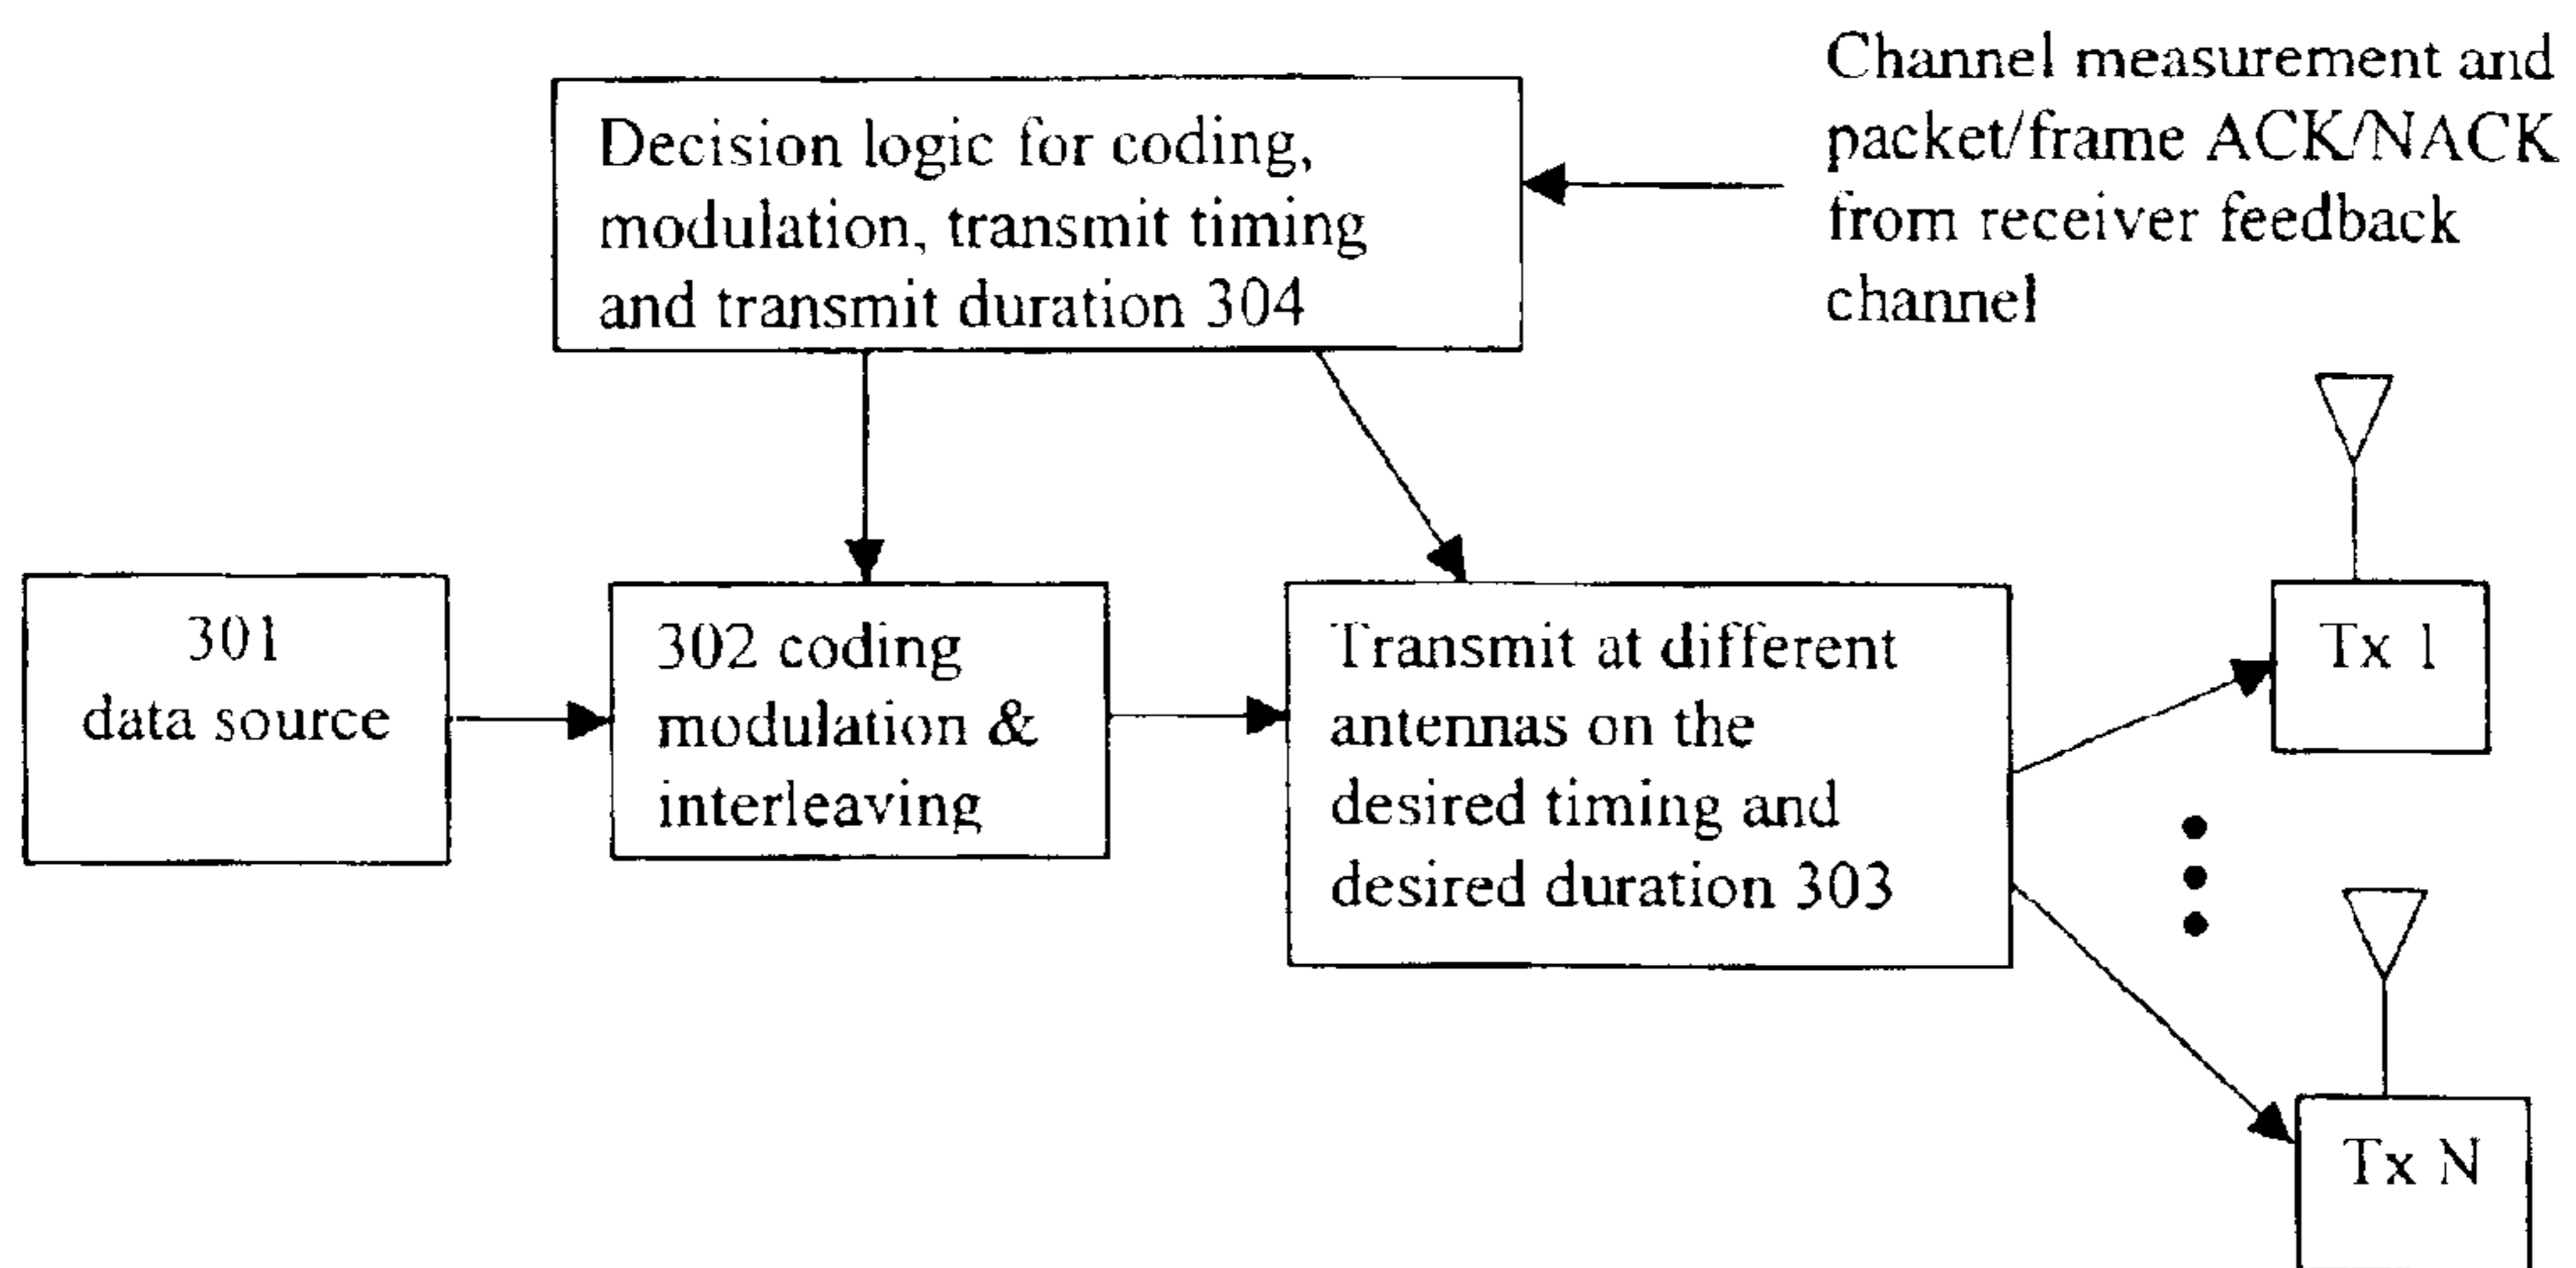 Channel measurement and
packet/frame ACK/NACK
from receiver feedback
channel
Decision logic for coding,
modulation, transmit timing
and transmit duration 304
301
data source
302 coding
modulation &
interleaving
Transmit at different
antennas on the
desired timing and
desired duration 303
Tx 1
Tx N